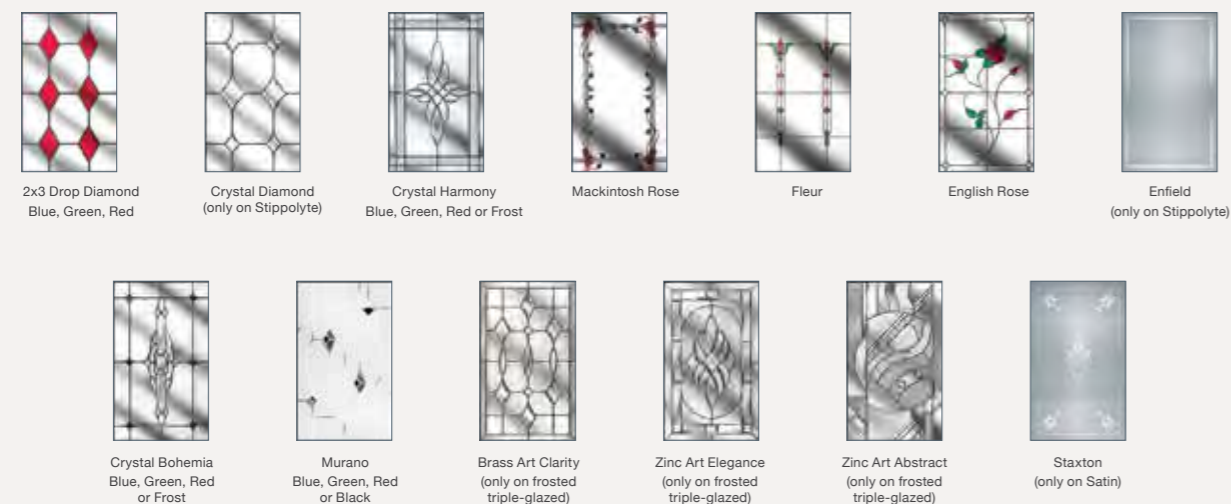 2x3 Drop Diamond
Blue, Green, Red
Crystal Diamond
(only on Stippolyte)
Crystal Harmony
Blue, Green, Red or Frost
Mackintosh Rose
Fleur
English Rose
Enfield
(only on Stippolyte)
Crystal Bohemia
Blue, Green, Red
or Frost
Murano
Blue, Green, Red
or Black
Brass Art Clarity
(only on frosted
triple-glazed)
Zinc Art Elegance
(only on frosted
triple-glazed)
Zinc Art Abstract
(only on frosted
triple-glazed)
Staxton
(only on Satin)